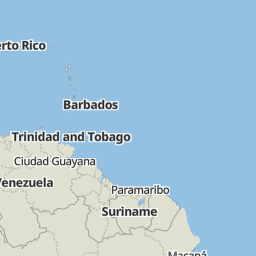 erto Rico
Barbados
Trinidad and Tobago
Ciudad Guayana
Venezuela
Paramaribo
Suriname
Macapá